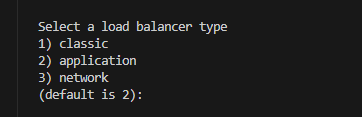 Select a load balancer type
1) classic
2) application
3) network
(default is 2):